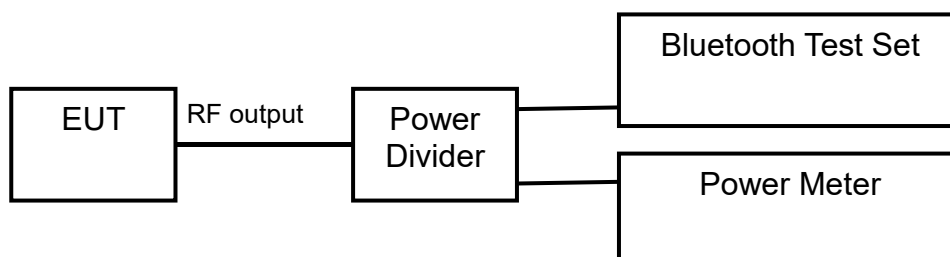 EUT
RF output
Power
Divider
Bluetooth Test Set
Power Meter